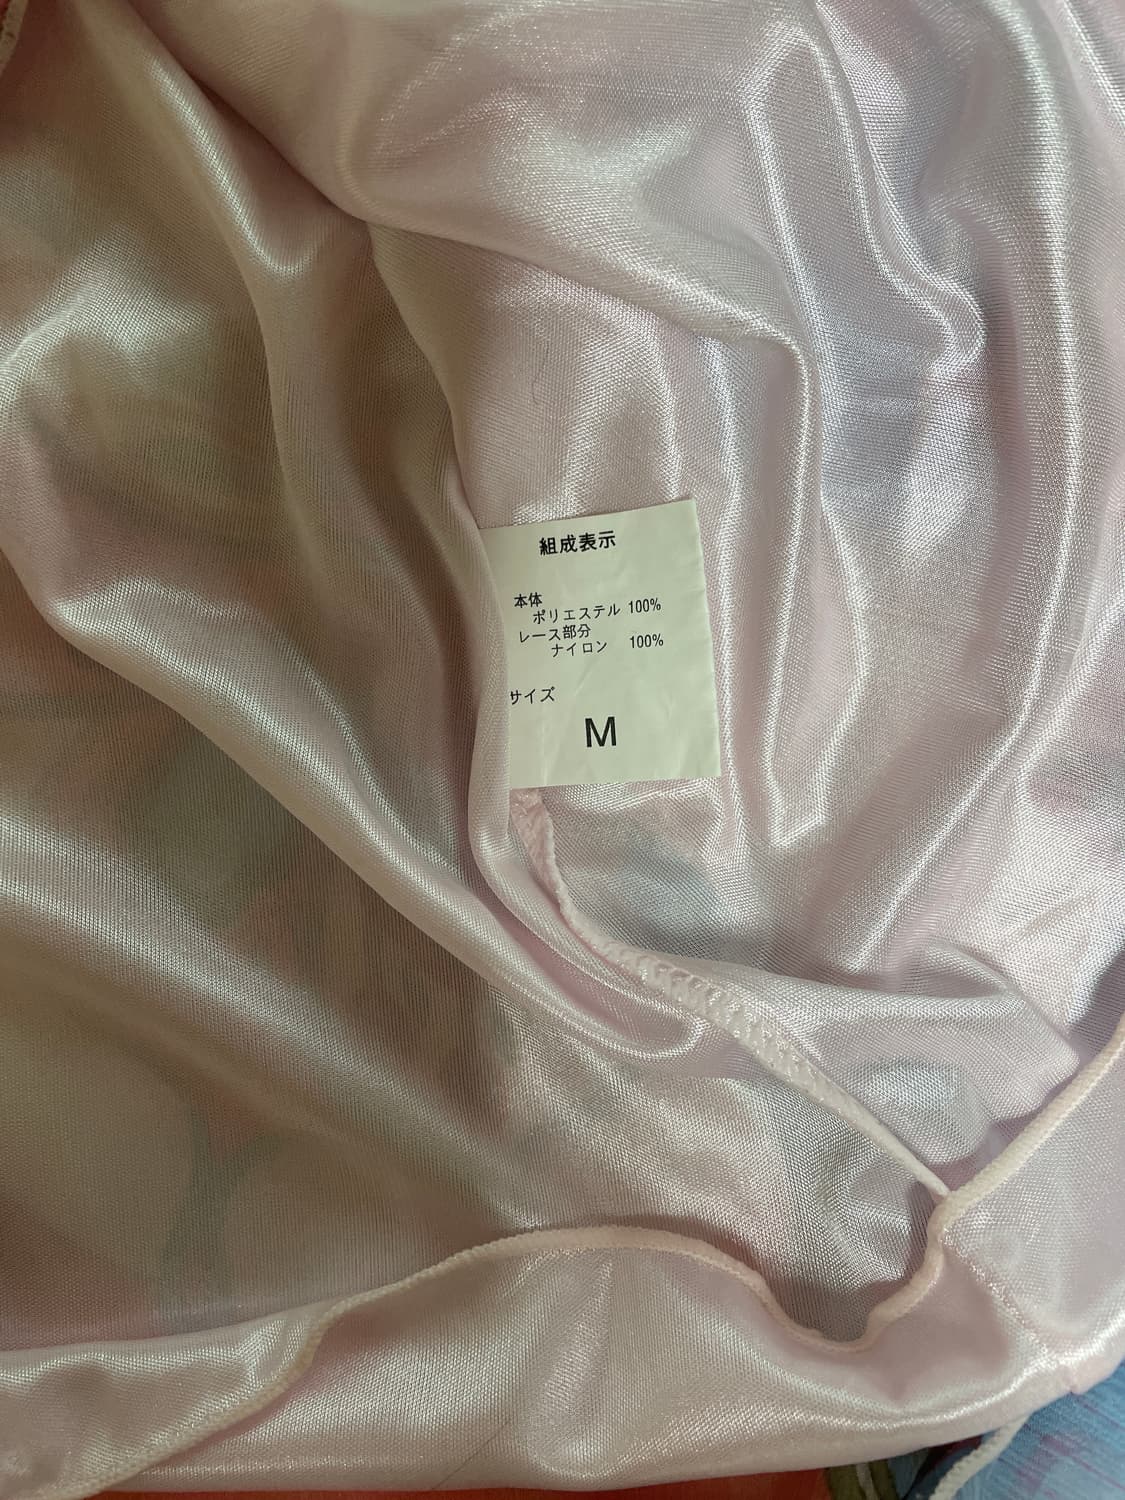 組成表示
本体
ポリエステル 100%
レース部分
ナイロン 100%
サイズ
M